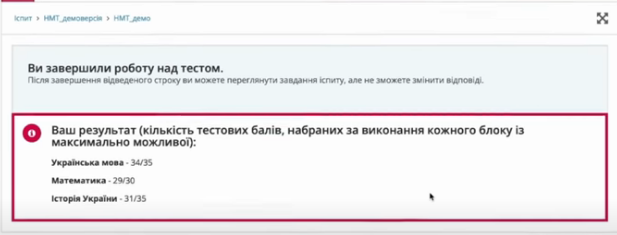 Іспит > НМТ_демоверсія > НМТ_демо
Ви завершили роботу над тестом.
Після завершення відведеного строку ви можете переглянути завдання іспиту, але не зможете змінити відповіді.
Ваш результат (кількість тестових балів, набраних за виконання кожного блоку із
максимально можливої):
Українська мова - 34/35
Математика - 29/30
Історія України - 31/35